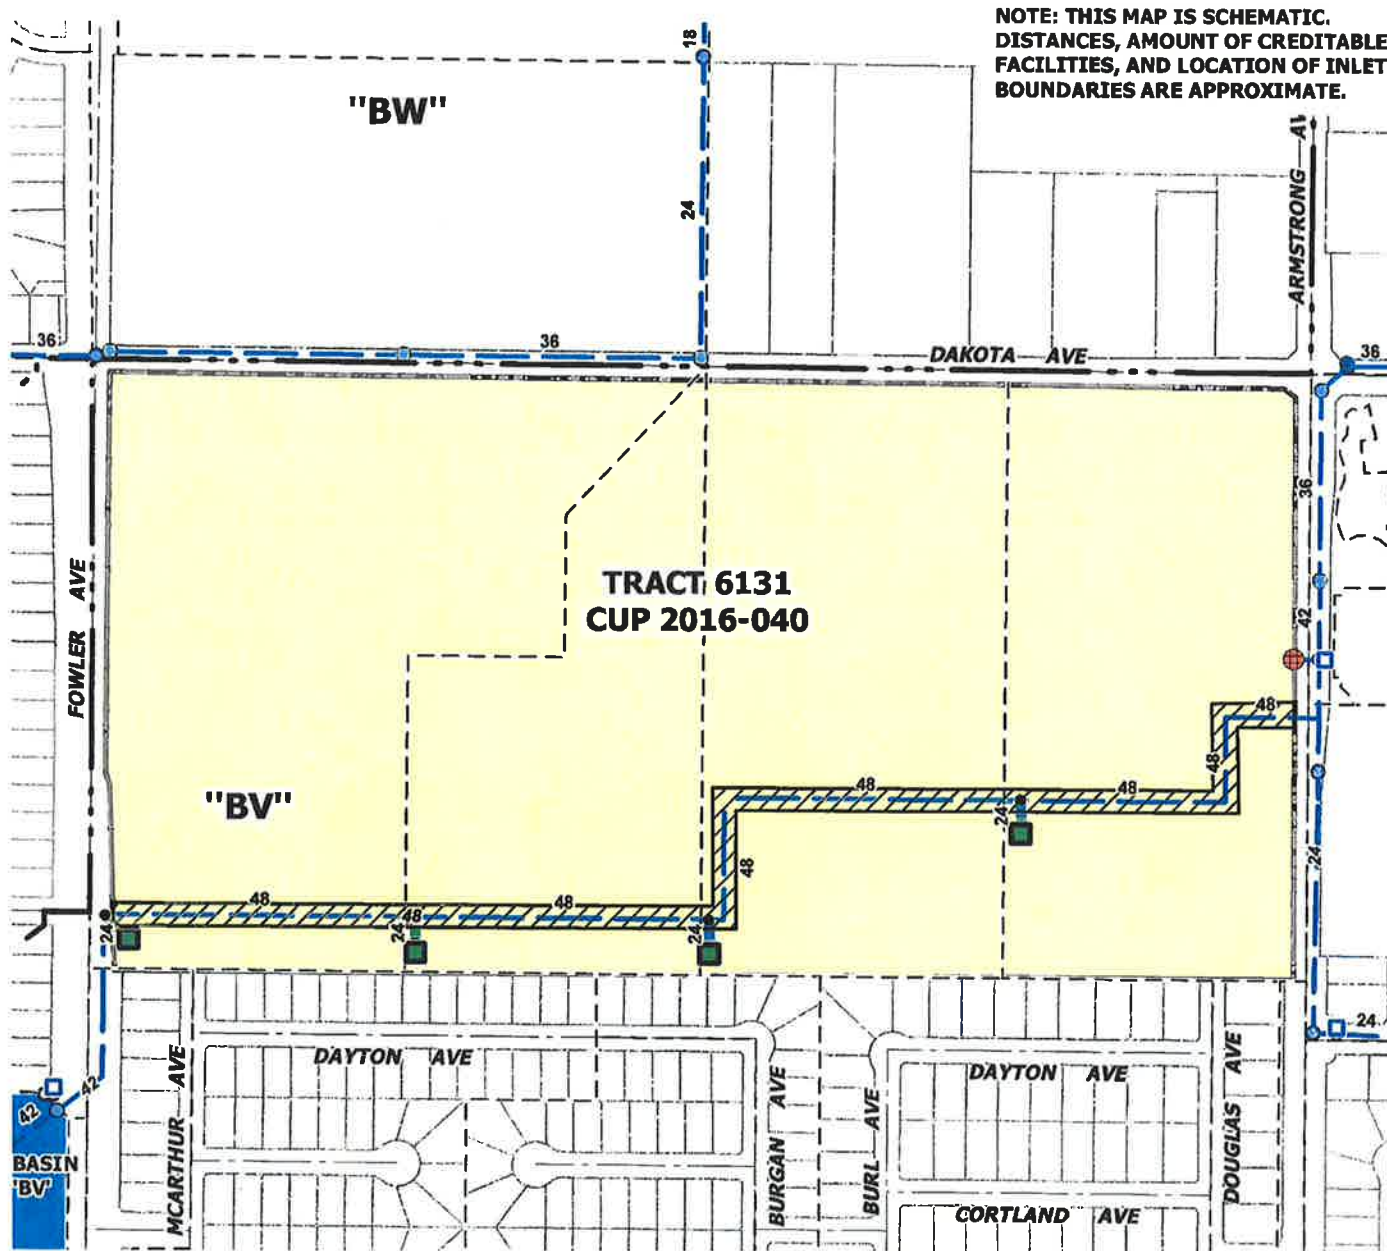 NOTE: THIS MAP IS SCHEMATIC.
DISTANCES, AMOUNT OF CREDITABLE
FACILITIES, AND LOCATION OF INLET
BOUNDARIES ARE APPROXIMATE.
18
"BW"
24
ARMSTRONG AV
36
36
DAKOTA AVE
36
36
FOWLER AVE
TRACT 6131
CUP 2016-040
42
48
48
"BV"
48
48
24
48
24
48
48
48
24
24
24
24
DAYTON AVE
DAYTON AVE
42
42
BASIN
'BV'
MCARTHUR AVE
BURGAN AVE
BURL AVE
DOUGLAS AVE
CORTLAND AVE